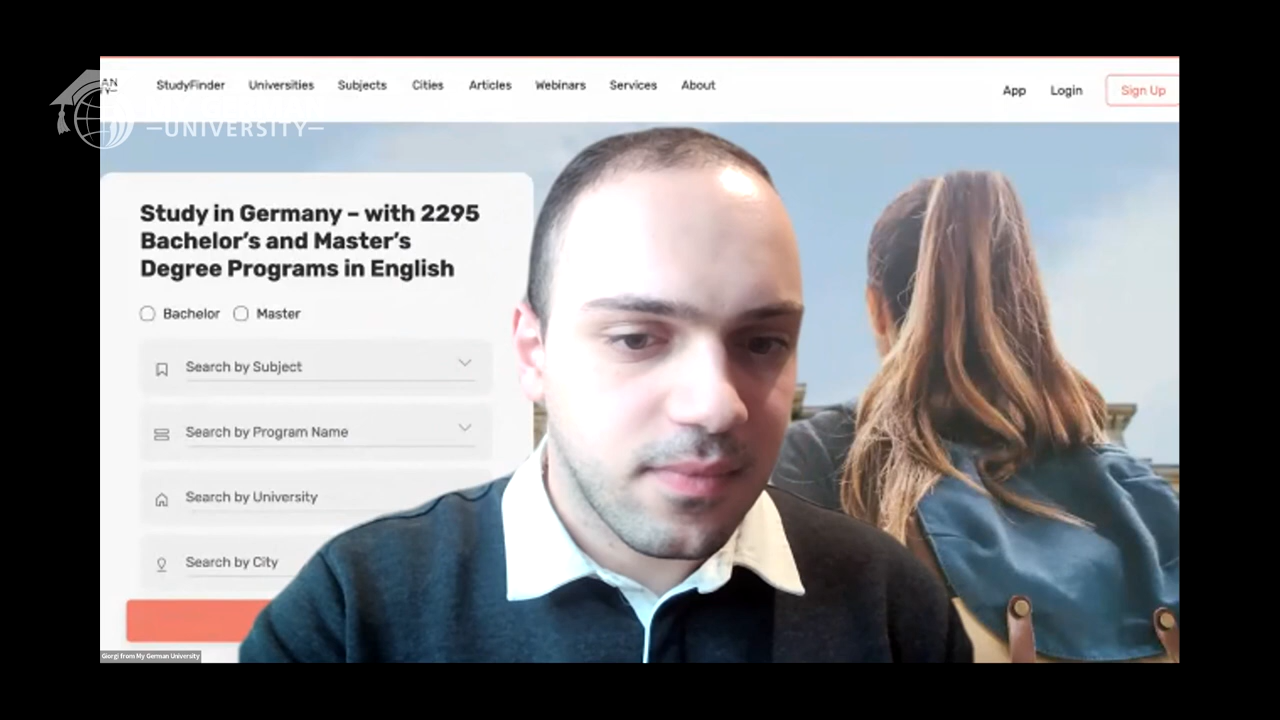 AN
StudyFinder
Universities
Subjects
Cities
Articles
Webinars
Services
About
App
Login
Sign Up
UNIVERSITY
Study in Germany – with 2295
Bachelor's and Master's
Degree Programs in English
Bachelor
Master
Search by Subject
Search by Program Name
Search by University
Search by City
Giorgi from My German University